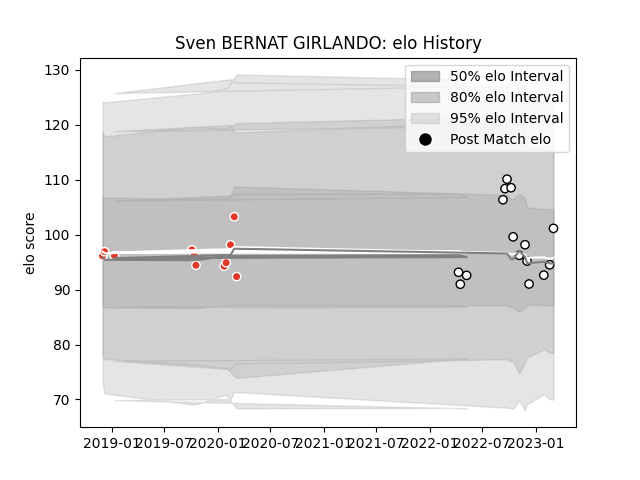 Sven BERNAT GIRLANDO: elo History
50% elo Interval
80% elo Interval
95% elo Interval
Post Match elo
elo score
130
120
110
100
90
80
70
2019-01 2019-07 2020-01 2020-07 2021-01 2021-07 2022-01 2022-07 2023-01